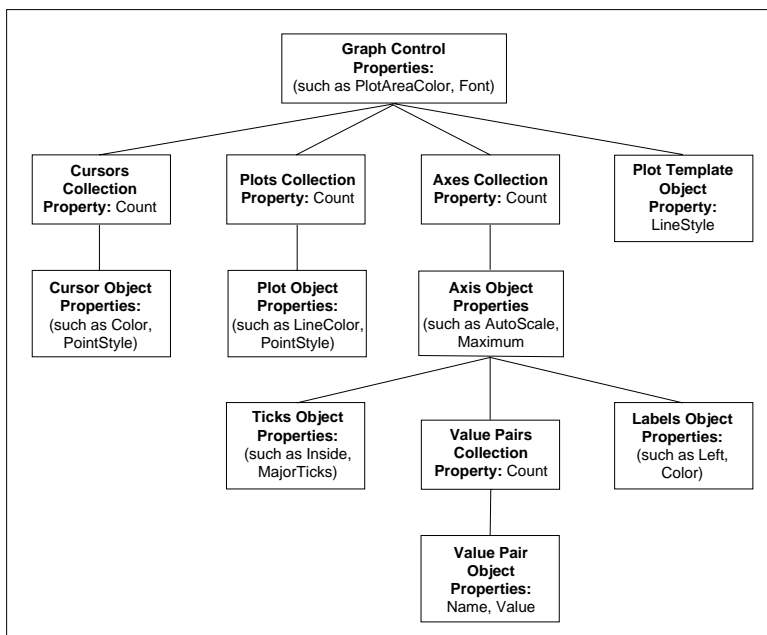 Graph Control
Properties:
(such as PlotAreaColor, Font)
Cursors
Collection
Property: Count
Plots Collection
Property: Count
Axes Collection
Property: Count
Plot Template
Object
Property:
LineStyle
Cursor Object
Properties:
(such as Color,
PointStyle)
Plot Object
Properties:
(such as LineColor,
PointStyle)
Axis Object
Properties
(such as AutoScale,
Maximum
Ticks Object
Properties:
(such as Inside,
MajorTicks)
Value Pairs
Collection
Property: Count
Labels Object
Properties:
(such as Left,
Color)
Value Pair
Object
Properties:
Name, Value